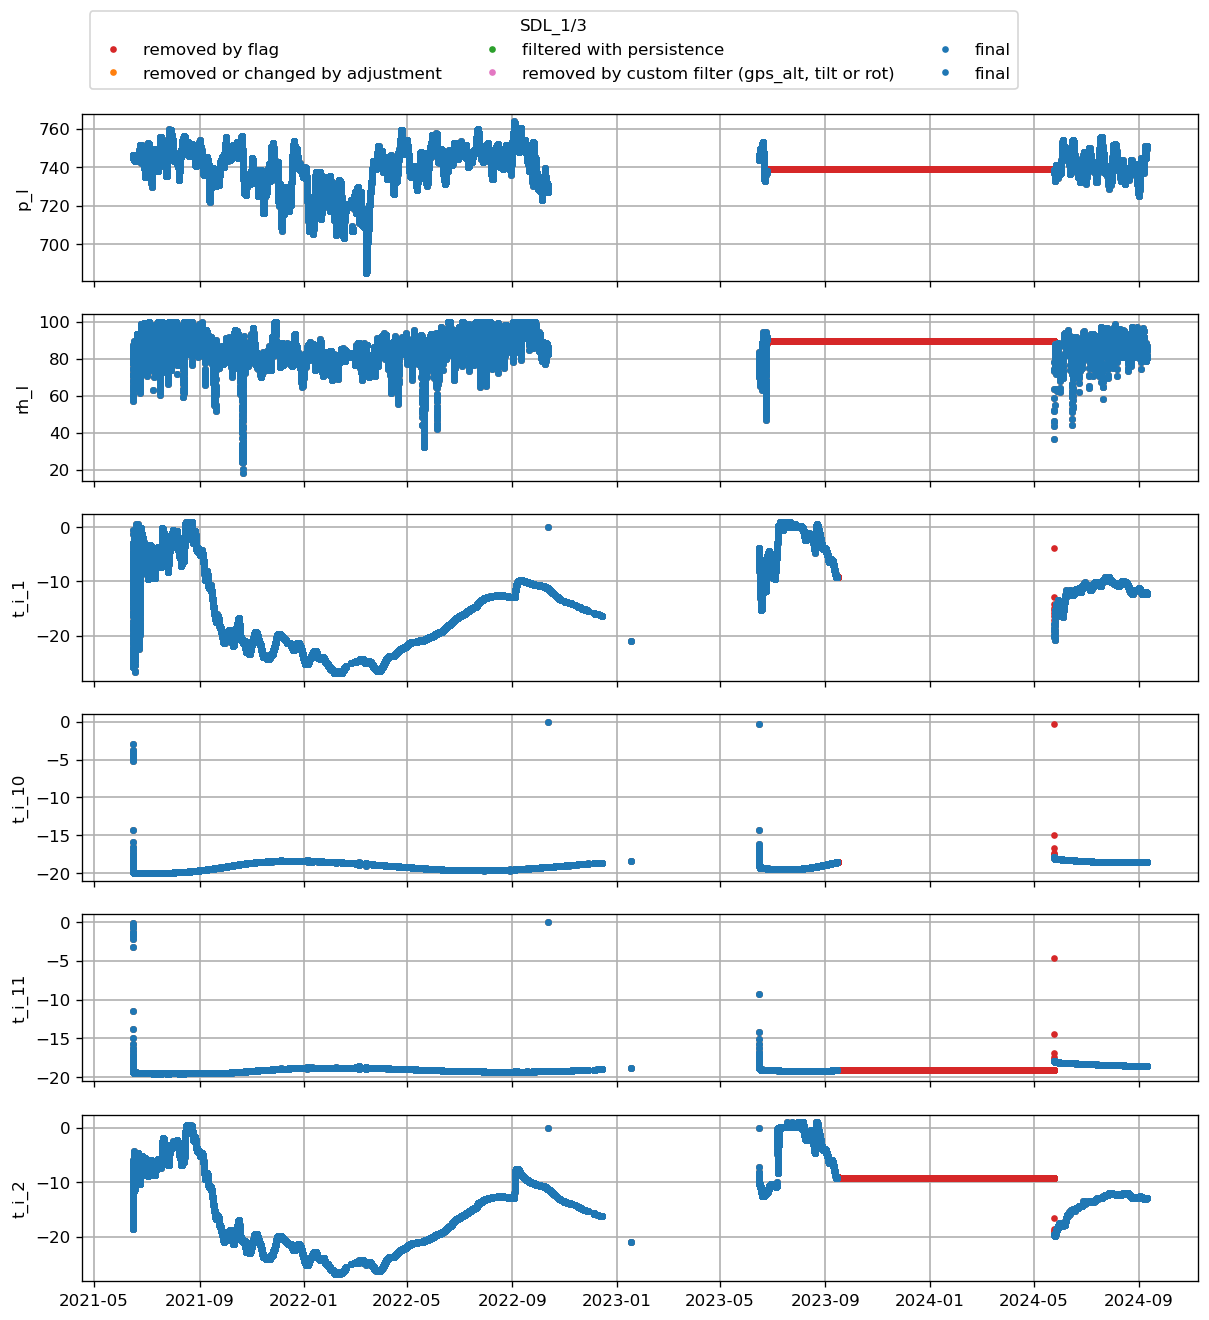 SDL_1/3
removed by flag
filtered with persistence
final
removed or changed by adjustment
removed by custom filter (gps_alt, tilt or rot)
final
760
740
720
700
p_l
100
80
60
40
20
rh_l
0
−10
−20
t_i_1
0
−5
−10
−15
−20
t_i_10
0
−5
−10
−15
−20
t_i_11
0
−10
−20
t_i_2
2021-05 2021-09 2022-01 2022-05 2022-09 2023-01 2023-05 2023-09 2024-01 2024-05 2024-09